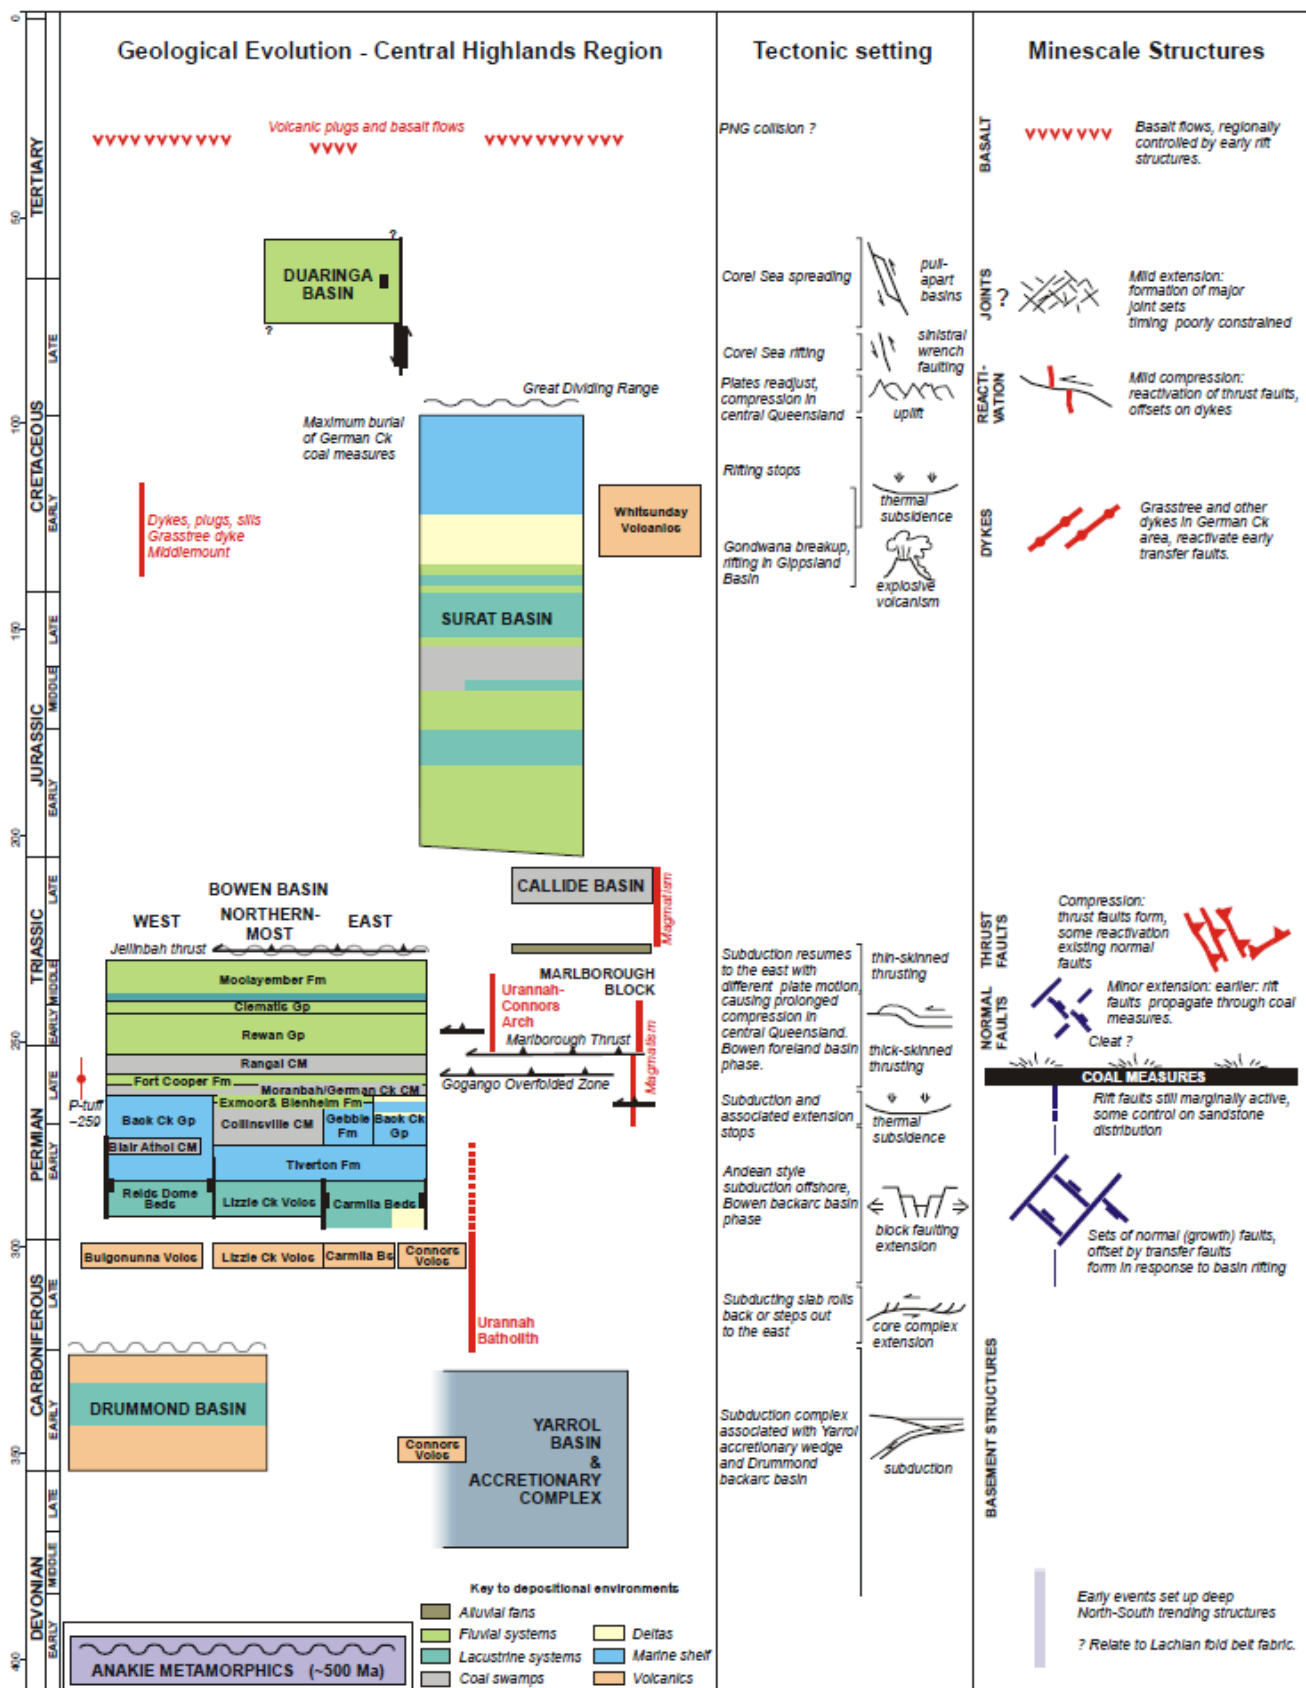 Geological Evolution - Central Highlands Region
Tectonic setting
Minescale Structures
0
50
100
150
200
250
300
350
400
TERTIARY
CRETACEOUS
LATE
EARLY
JURASSIC
LATE
MIDDLE
EARLY
TRIASSIC
LATE
MIDDLE
EARLY
PERMIAN
LATE
EARLY
CARBONIFEROUS
LATE
EARLY
DEVONIAN
LATE
MIDDLE
EARLY
Volcanic plugs and basalt flows
?
DUARINGA
BASIN
?
Great Dividing Range
Maximum burial
of German Ck
coal measures
Dykes, plugs, sills
Grasstree dyke
Middlemount
Whitsunday
Volcanics
SURAT BASIN
CALLIDE BASIN
Magmatism
BOWEN BASIN
WEST
NORTHERN-
MOST
EAST
Jellinbah thrust
Moolayember Fm
Clematis Gp
Rewan Gp
Rangal CM
Fort Cooper Fm
Moranbah/German Ck CM
Exmoor& Blenheim Fm
P-tuff
~259
Back Ck Gp
Collinsville CM
Gebbie
Fm
Back Ck
Gp
Blair Athol CM
Tiverton Fm
Reids Dome
Beds
Lizzie Ck Volcs
Carmila Beds
Urannah-
Connors
Arch
MARLBOROUGH
BLOCK
Marlborough Thrust
Gogango Overfolded Zone
Magmatism
Bulgonunna Volcs
Lizzie Ck Volcs
Carmila Bs
Connors
Volcs
Urannah
Batholith
DRUMMOND BASIN
Connors
Volcs
YARROL
BASIN
&
ACCRETIONARY
COMPLEX
ANAKIE METAMORPHICS (~500 Ma)
Key to depositional environments
Alluvial fans
Fluvial systems
Lacustrine systems
Coal swamps
Deltas
Marine shelf
Volcanics
PNG collision ?
Corel Sea spreading
pull-
apart
basins
Corel Sea rifting
sinistral
wrench
faulting
Plates readjust,
compression in
central Queensland
uplift
Rifting stops
thermal
subsidence
Gondwana breakup,
rifting in Gippsland
Basin
explosive
volcanism
Subduction resumes
to the east with
different plate motion,
causing prolonged
compression in
central Queensland.
Bowen foreland basin
phase.
thin-skinned
thrusting
thick-skinned
thrusting
Subduction and
associated extension
stops
thermal
subsidence
Andean style
subduction offshore,
Bowen backarc basin
phase
block faulting
extension
Subducting slab rolls
back or steps out
to the east
core complex
extension
Subduction complex
associated with Yarrol
accretionary wedge
and Drummond
backarc basin
subduction
BASALT
Basalt flows, regionally
controlled by early rift
structures.
JOINTS
?
Mild extension:
formation of major
joint sets
timing poorly constrained
REACTI-
VATION
Mild compression:
reactivation of thrust faults,
offsets on dykes
DYKES
Grasstree and other
dykes in German Ck
area, reactivate early
transfer faults.
THRUST
FAULTS
Compression:
thrust faults form,
some reactivation
existing normal
faults
NORMAL
FAULTS
Minor extension: earlier: rift
faults propagate through coal
measures.
Cleat ?
COAL MEASURES
Rift faults still marginally active,
some control on sandstone
distribution
Sets of normal (growth) faults,
offset by transfer faults
form in response to basin rifting
BASEMENT STRUCTURES
Early events set up deep
North-South trending structures
? Relate to Lachlan fold belt fabric.